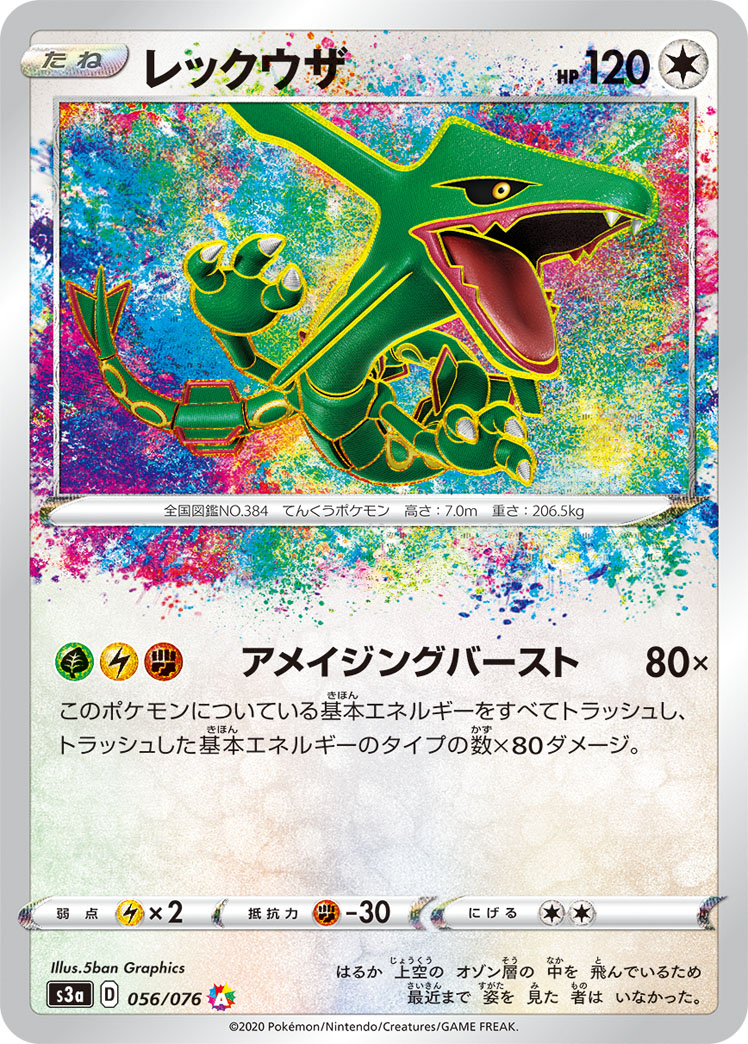 たね レックウザ HP 120
全国図鑑NO.384 てんくうポケモン 高さ:7.0m 重さ:206.5kg
アメイジングバースト 80×
このポケモンについている基本エネルギーをすべてトラッシュし、
トラッシュした基本エネルギーのタイプの数×80ダメージ。
弱点 ×2 抵抗力 -30 にげる
Illus.5ban Graphics
s3a D 056/076 A
はるか 上空の オゾン層の 中を 飛んでいるため
最近まで 姿を 見た 者は いなかった。
©2020 Pokémon/Nintendo/Creatures/GAME FREAK.